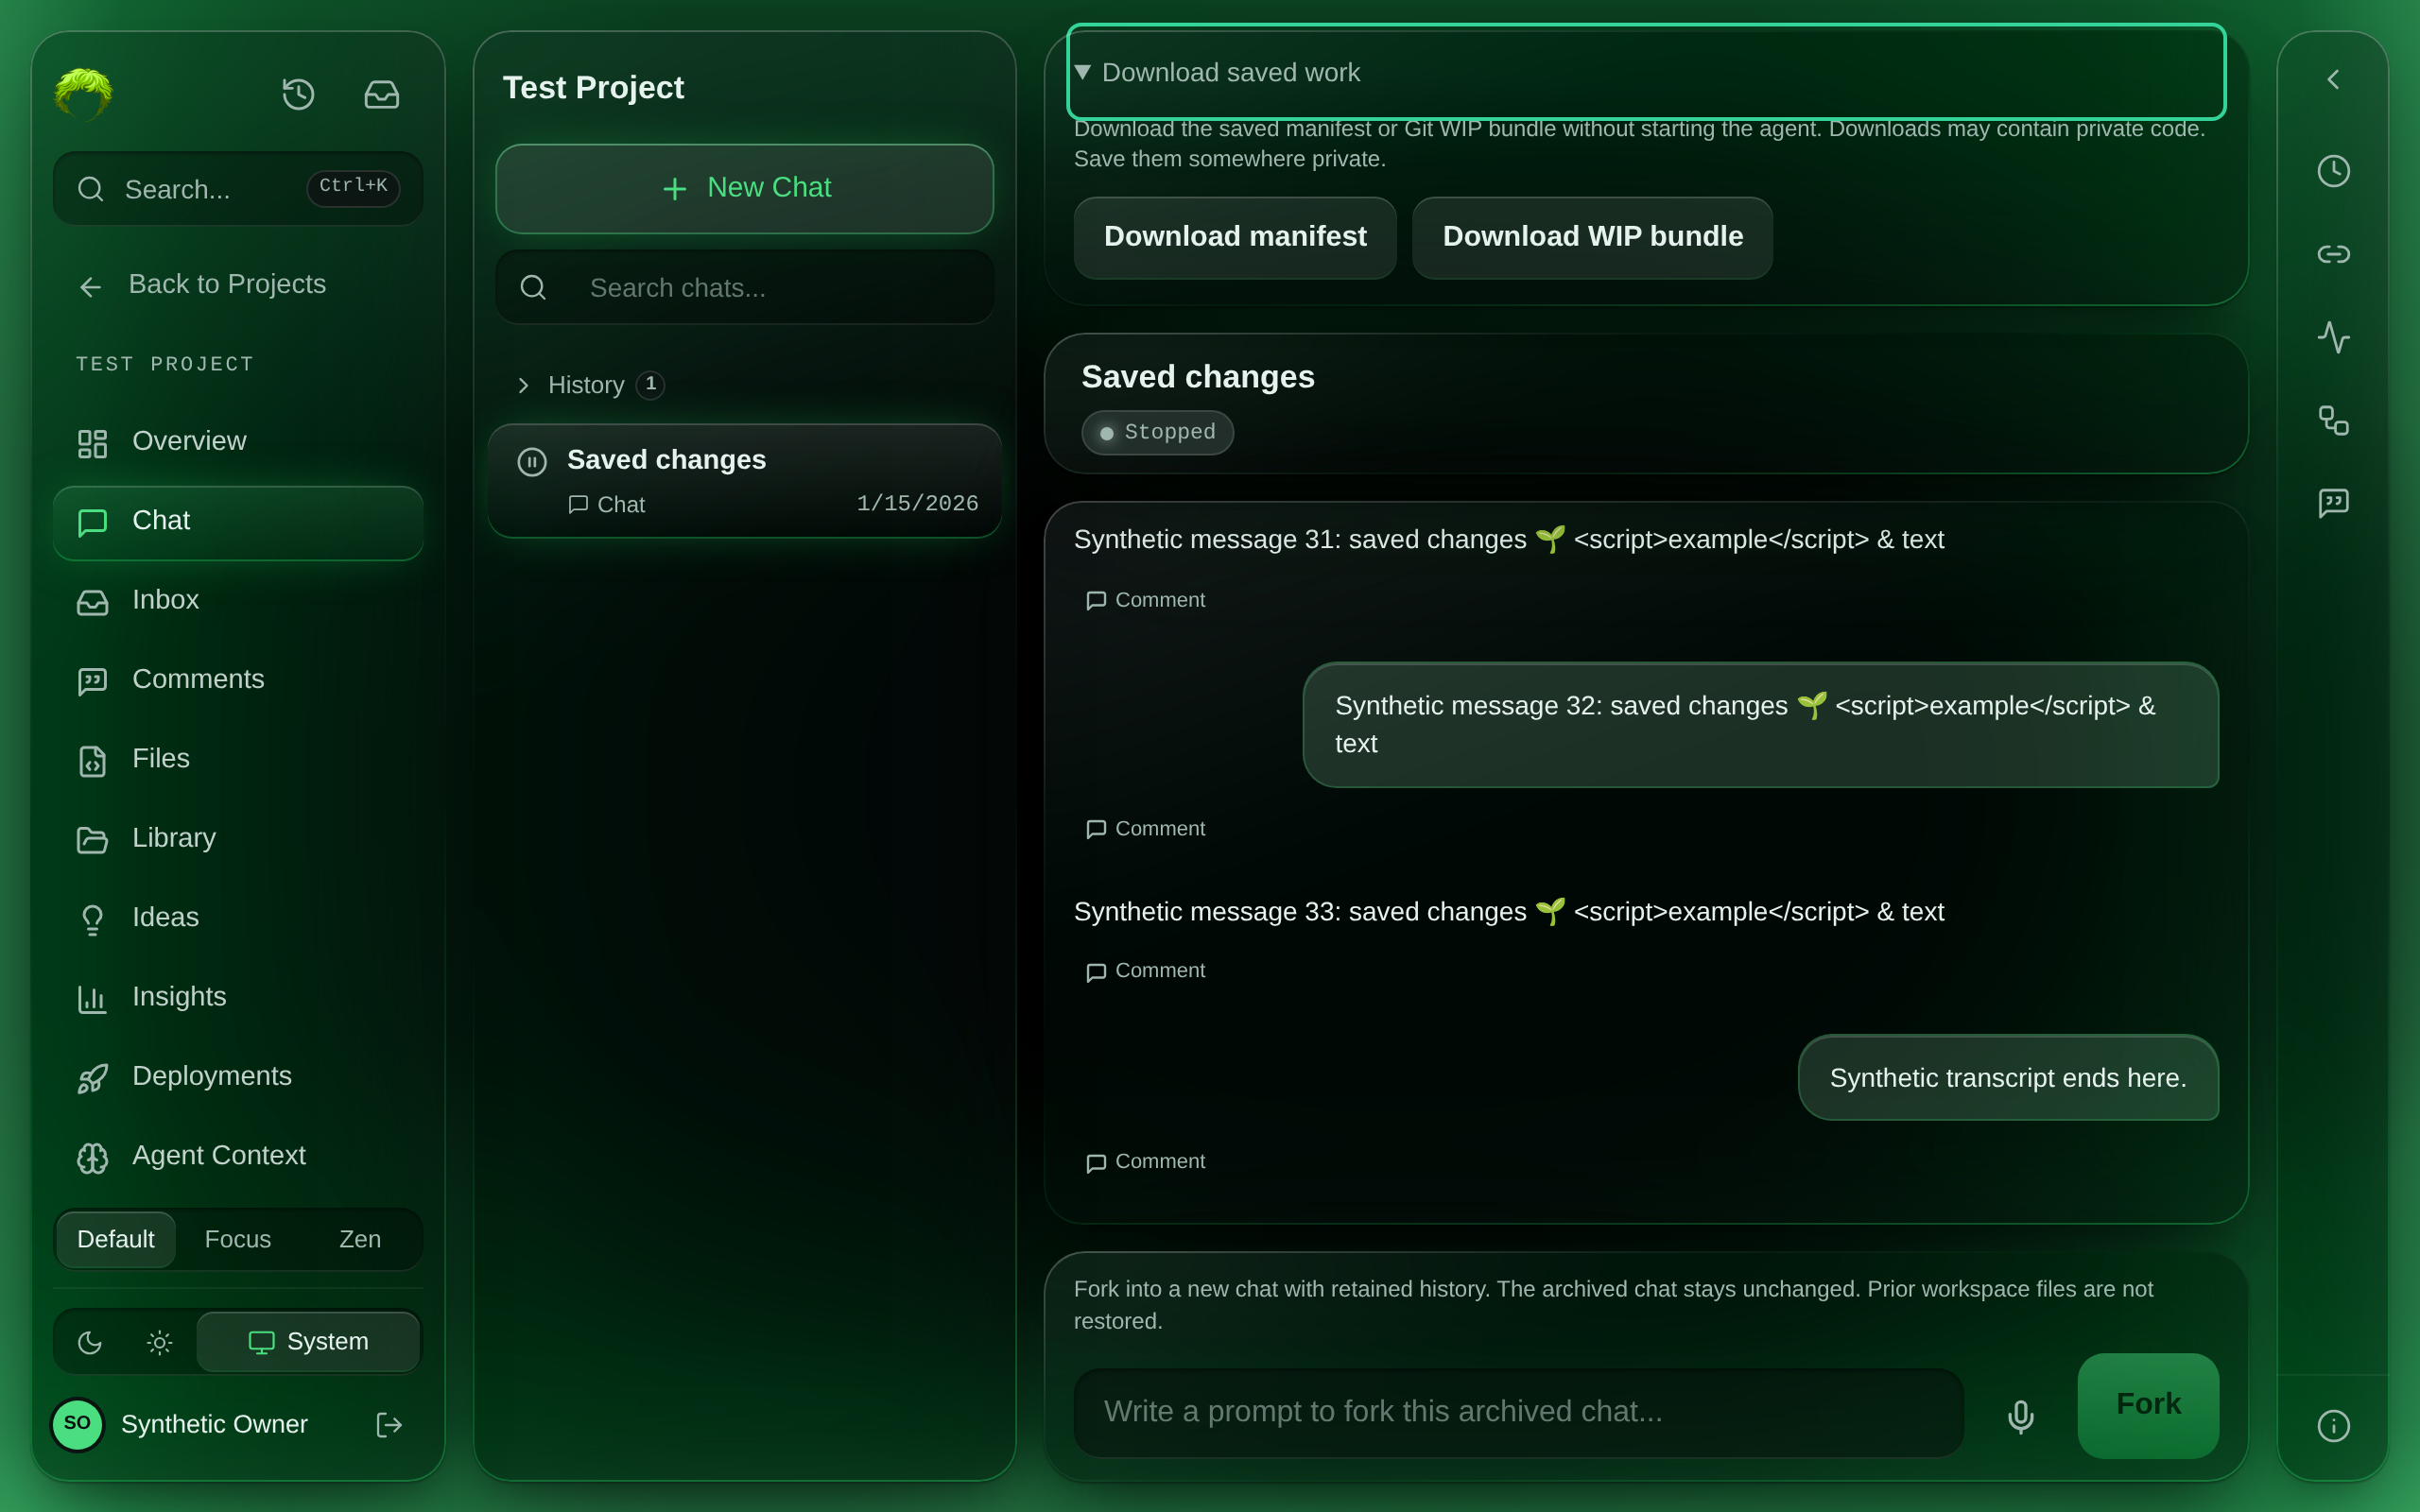 Search...
Ctrl+K
Back to Projects
TEST PROJECT
Overview
Chat
Inbox
Comments
Files
Library
Ideas
Insights
Deployments
Agent Context
Default
Focus
Zen
System
SO
Synthetic Owner
Test Project
New Chat
Search chats...
History 1
Saved changes
Chat
1/15/2026
Download saved work
Download the saved manifest or Git WIP bundle without starting the agent. Downloads may contain private code.
Save them somewhere private.
Download manifest
Download WIP bundle
Saved changes
Stopped
Synthetic message 31: saved changes 🌱 <script>example</script> & text
Comment
Synthetic message 32: saved changes 🌱 <script>example</script> &
text
Comment
Synthetic message 33: saved changes 🌱 <script>example</script> & text
Comment
Synthetic transcript ends here.
Comment
Fork into a new chat with retained history. The archived chat stays unchanged. Prior workspace files are not
restored.
Write a prompt to fork this archived chat...
Fork